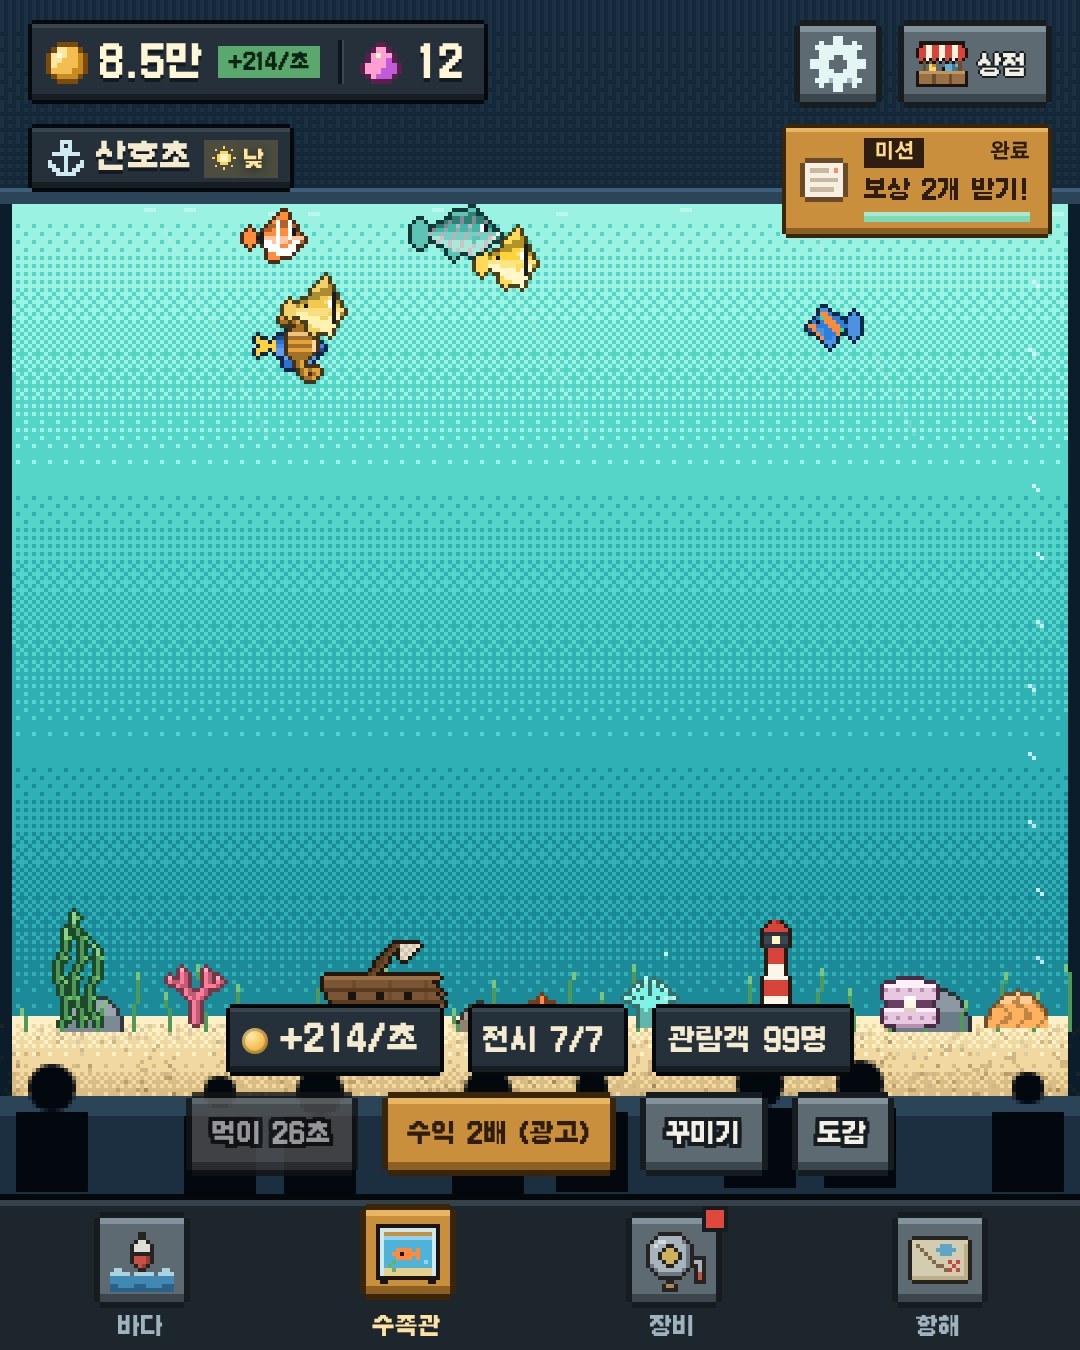 8.5만 +214/초 12
상점
산호초 낮
미션 완료
보상 2개 받기!
+214/초 전시 7/7 관람객 99명
먹이 26초 수익 2배 (광고) 꾸미기 도감
바다 수족관 장비 항해